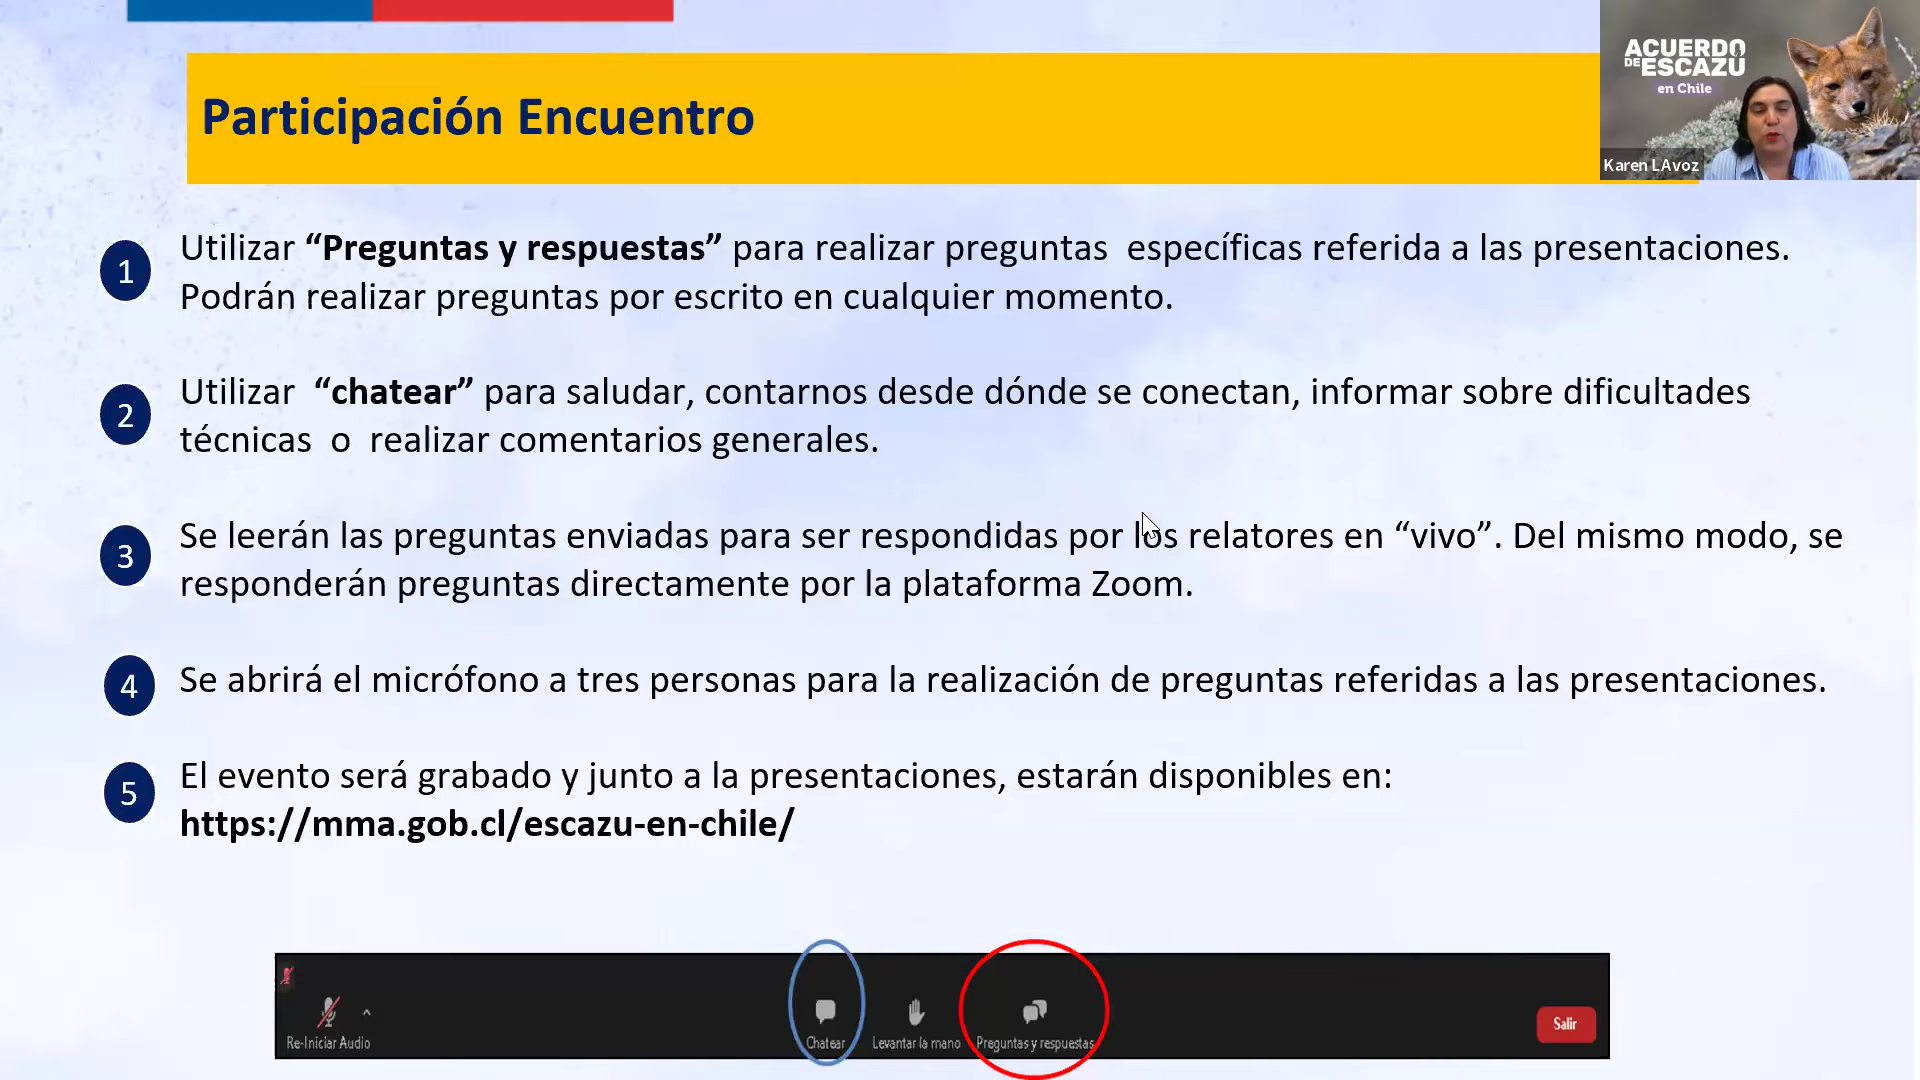 ACUERDO
DE ESCAZU
en Chile
Karen LAvoz
Participación Encuentro
1
Utilizar “Preguntas y respuestas” para realizar preguntas  específicas referida a las presentaciones.
Podrán realizar preguntas por escrito en cualquier momento.
2
Utilizar  “chatear” para saludar, contarnos desde dónde se conectan, informar sobre dificultades
técnicas  o  realizar comentarios generales.
3
Se leerán las preguntas enviadas para ser respondidas por los relatores en “vivo”. Del mismo modo, se
responderán preguntas directamente por la plataforma Zoom.
4
Se abrirá el micrófono a tres personas para la realización de preguntas referidas a las presentaciones.
5
El evento será grabado y junto a la presentaciones, estarán disponibles en:
https://mma.gob.cl/escazu-en-chile/
Re-Iniciar Audio
Chatear
Levantar la mano
Preguntas y respuestas
Salir